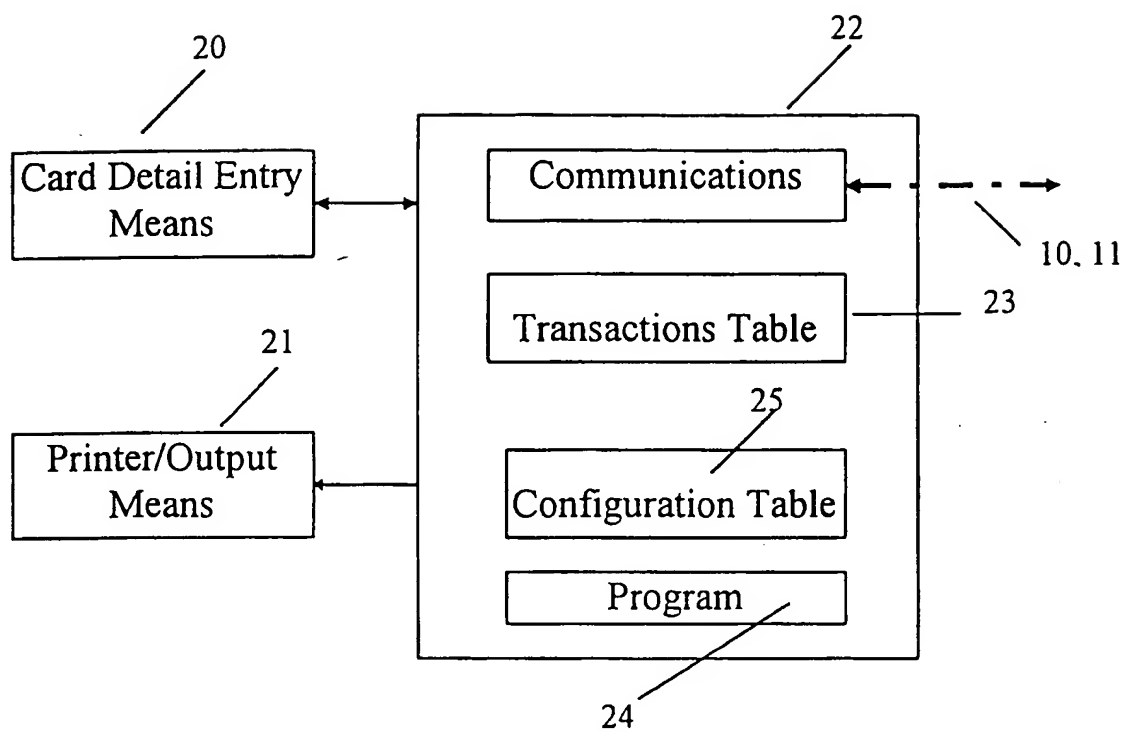 22
20
Card Detail Entry
Means
Communications
10, 11
Transactions Table
23
21
25
Printer/Output
Means
Configuration Table
Program
24